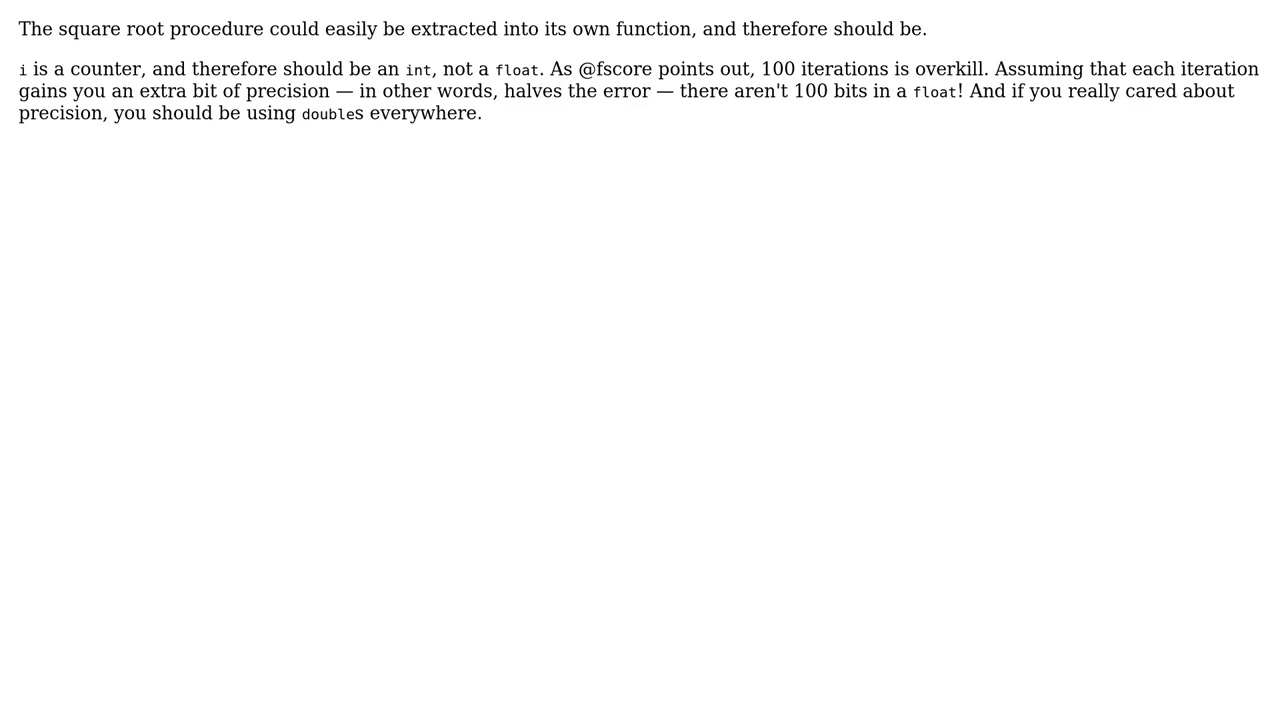 The square root procedure could easily be extracted into its own function, and therefore should be.
i is a counter, and therefore should be an int, not a float. As @fscore points out, 100 iterations is overkill. Assuming that each iteration
gains you an extra bit of precision — in other words, halves the error — there aren't 100 bits in a float! And if you really cared about
precision, you should be using doubles everywhere.